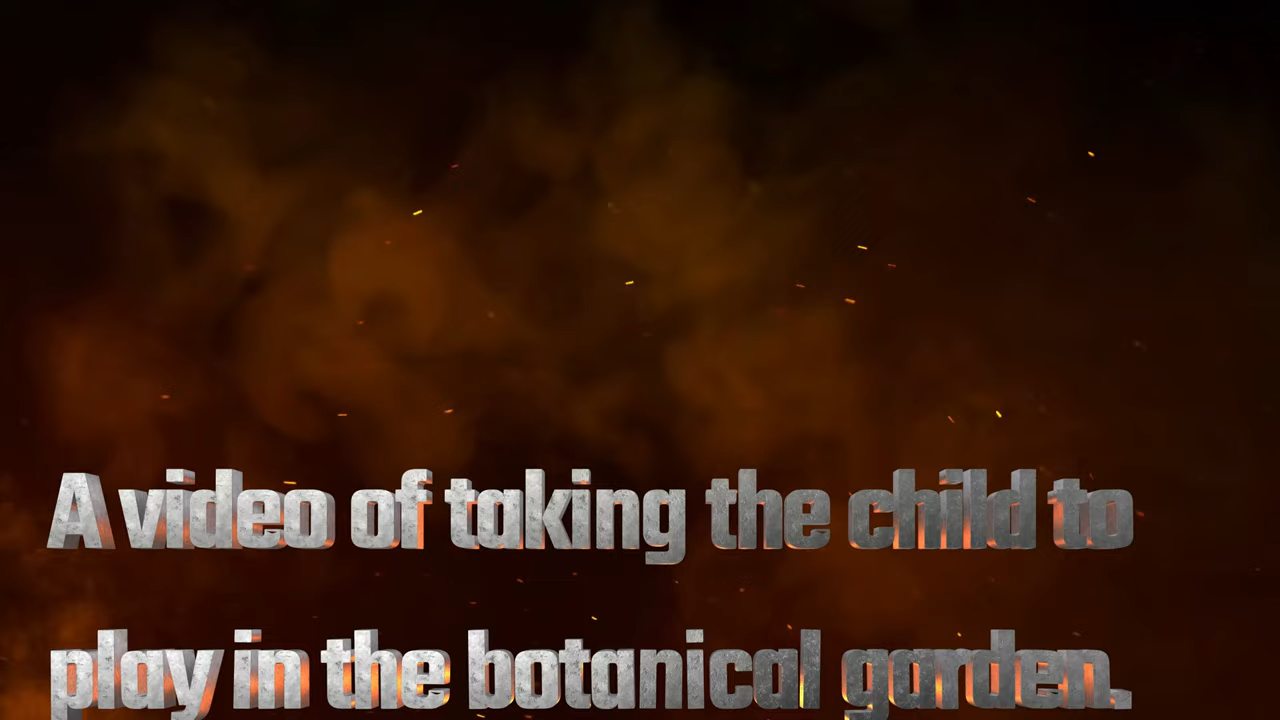 A video of taking the child to
play in the botanical garden.